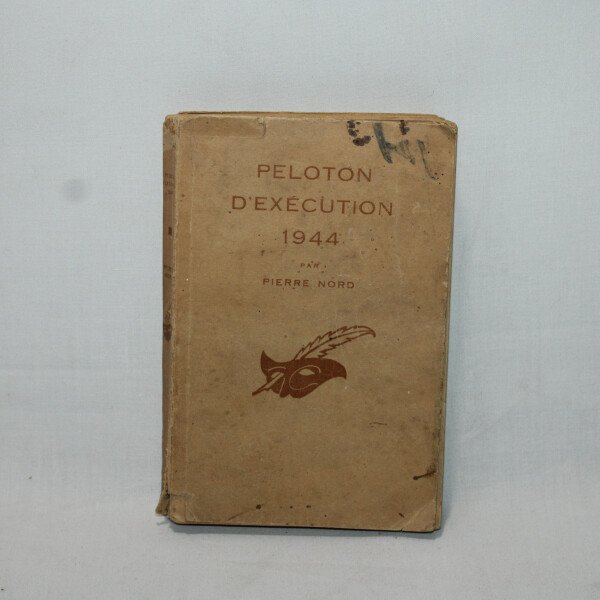 PELOTON
D'EXÉCUTION
1944
PAR
PIERRE NORD